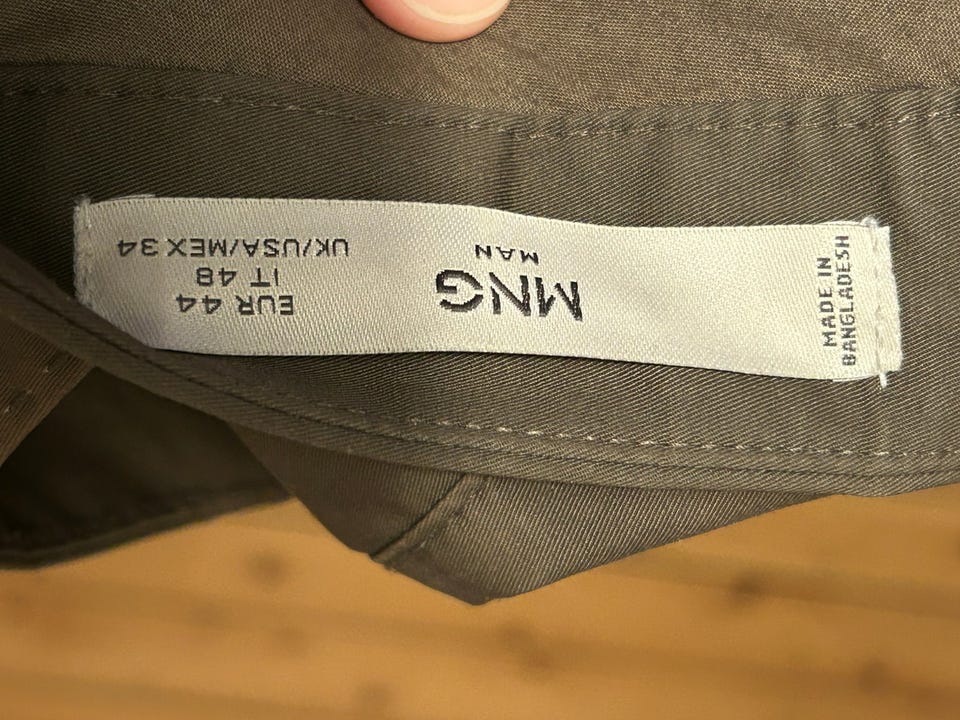 MNG
MAN
EUR 44
IT 48
UK/USA/MEX 34
MADE IN
BANGLADESH